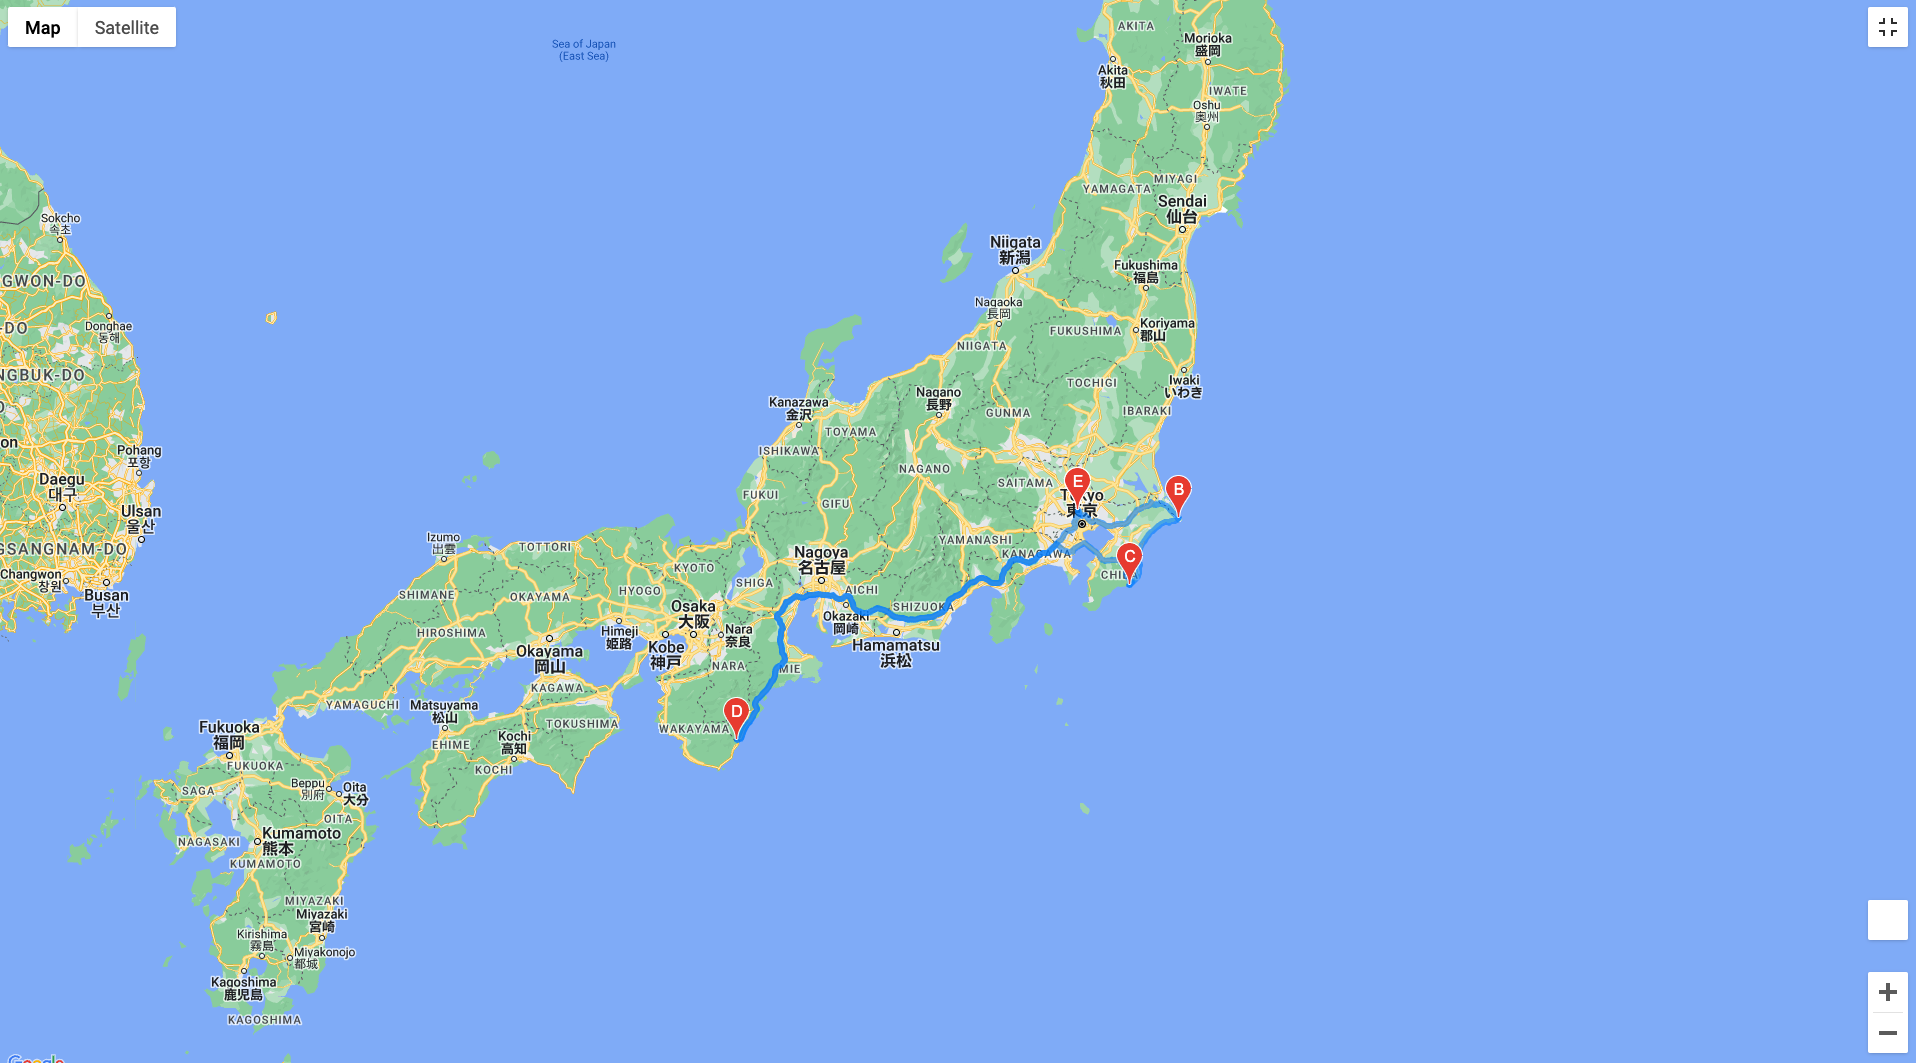 Map
Satellite
Sea of Japan
(East Sea)
AKITA
Morioka
盛岡
Akita
秋田
IWATE
Oshu
奥州
MIYAGI
YAMAGATA
Sendai
仙台
Sokcho
속초
Niigata
新潟
Fukushima
福島
GWON-DO
Nagaoka
長岡
-DO
Donghae
동해
Koriyama
郡山
FUKUSHIMA
NIIGATA
NGBUK-DO
TOCHIGI
Iwaki
いわき
Nagano
長野
Kanazawa
金沢
GUNMA
IBARAKI
TOYAMA
on
Pohang
포항
ISHIKAWA
NAGANO
Daegu
대구
SAITAMA
E
B
Tokyo
東京
FUKUI
GIFU
Ulsan
울산
Izumo
出雲
YAMANASHI
GSANGNAM-DO
TOTTORI
Nagoya
名古屋
KANAGAWA
C
CHIBA
Changwon
창원
KYOTO
SHIGA
Busan
부산
SHIMANE
OKAYAMA
HYOGO
AICHI
Osaka
大阪
SHIZUOKA
Okazaki
岡崎
HIROSHIMA
Himeji
姫路
Nara
奈良
Kobe
神戸
Hamamatsu
浜松
Okayama
岡山
NARA
MIE
KAGAWA
YAMAGUCHI
Matsuyama
松山
D
TOKUSHIMA
WAKAYAMA
Fukuoka
福岡
Kochi
高知
EHIME
FUKUOKA
KOCHI
Beppu
別府
Oita
大分
SAGA
OITA
NAGASAKI
Kumamoto
熊本
KUMAMOTO
MIYAZAKI
Miyazaki
宮崎
Kirishima
霧島
Miyakonojo
都城
Kagoshima
鹿児島
KAGOSHIMA
Google